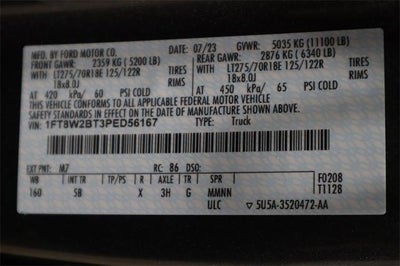 MFD. BY FORD MOTOR CO. 07/23 GVWR: 5035 KG (11100 LB)
FRONT GAWR: 2359 KG (5200 LB) REAR GAWR: 2876 KG (6340 LB)
LT275/70R18E 125/122R TIRES WITH LT275/70R18E 125/122R TIRES
18x8.0J RIMS 18x8.0J RIMS
AT 420 kPa/ 60 PSI COLD AT 450 kPa/ 65 PSI COLD
THIS VEHICLE CONFORMS TO ALL APPLICABLE FEDERAL MOTOR VEHICLE
SAFETY STANDARDS IN EFFECT ON THE DATE OF MANUFACTURE SHOWN ABOVE.
VIN: 1FT8W2BT3PED56167
TYPE: Truck
EXT PNT: M7 RC: 86 DSO: F0208
WB INT TR TP/PS R AXLE TR SPR T1128
160 5B X 3H G MMNN
ULC ▽ 5U5A-3520472-AA